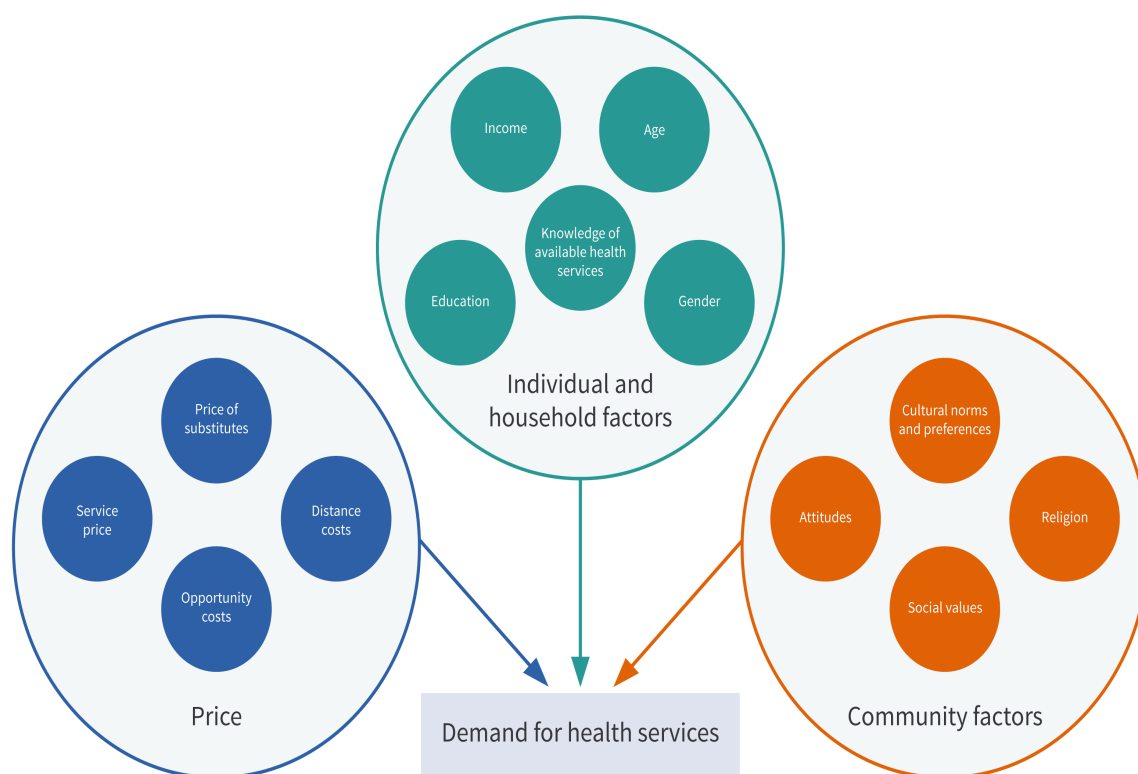 Income
Age
Knowledge of
available health
services
Education
Gender
Individual and
household factors
Price of
substitutes
Service
price
Distance
costs
Opportunity
costs
Price
Cultural norms
and preferences
Attitudes
Religion
Social values
Community factors
Demand for health services